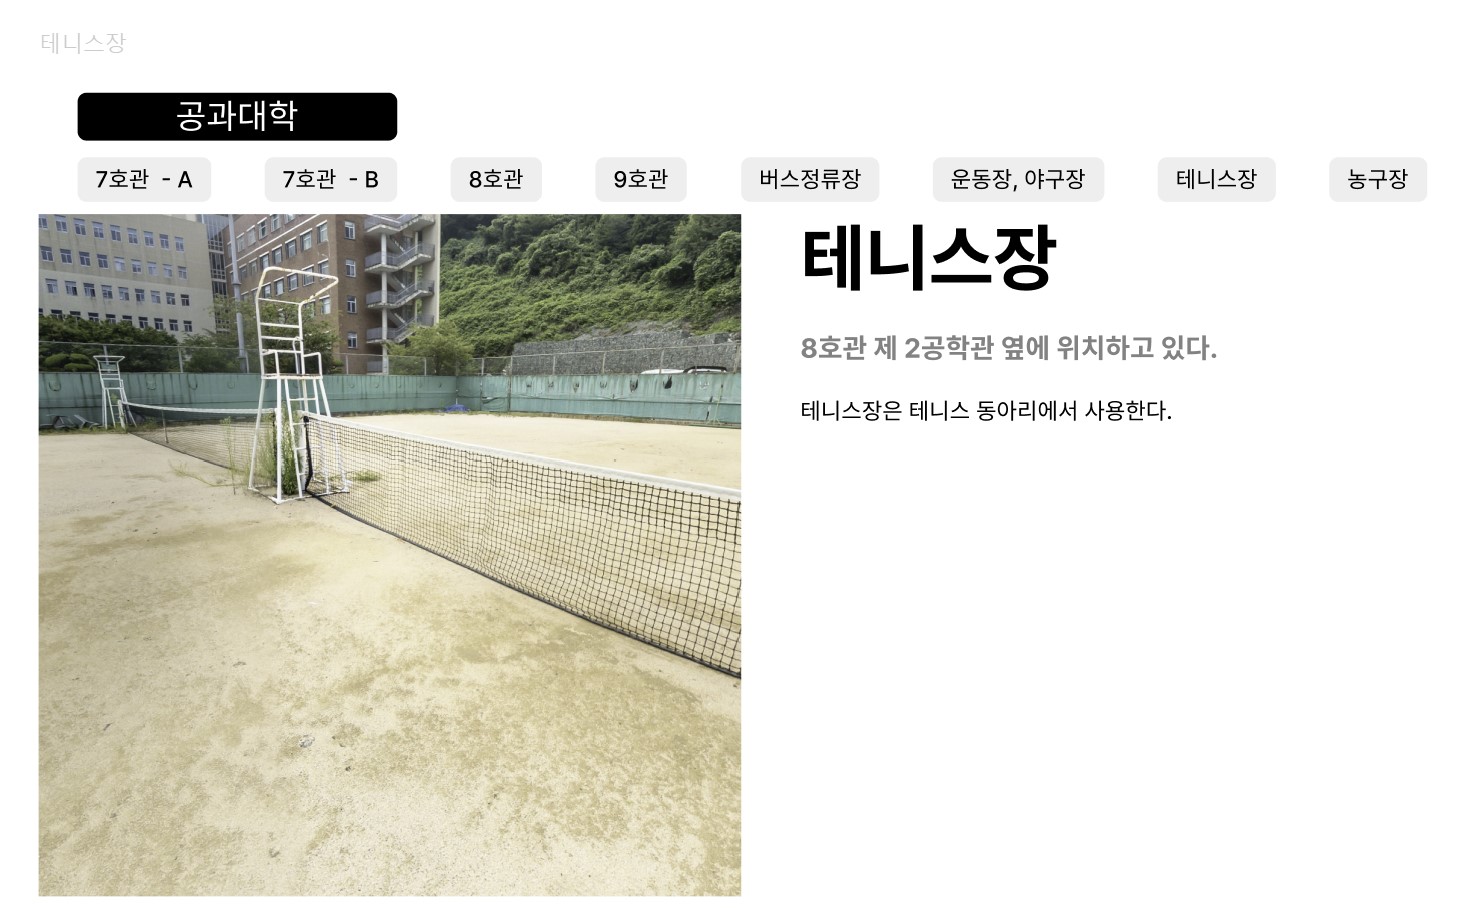 테니스장
공과대학
7호관 - A
7호관 - B
8호관
9호관
버스정류장
운동장, 야구장
테니스장
농구장
테니스장
8호관 제 2공학관 옆에 위치하고 있다.
테니스장은 테니스 동아리에서 사용한다.